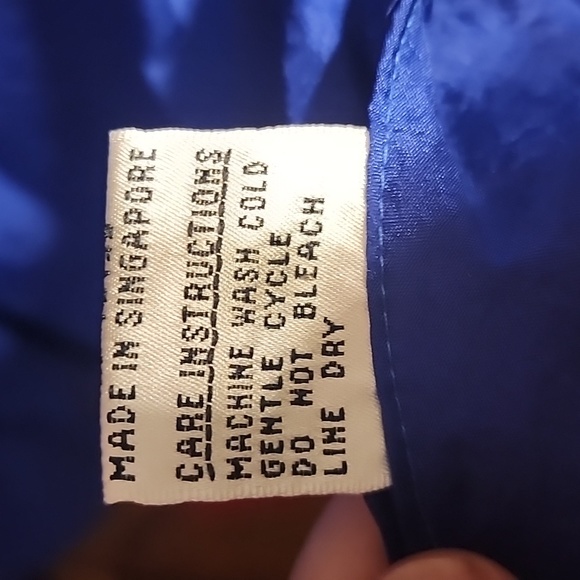 MADE IN SINGAPORE
CARE INSTRUCTIONS
MACHINE WASH COLD
GENTLE CYCLE
DO NOT BLEACH
LINE DRY